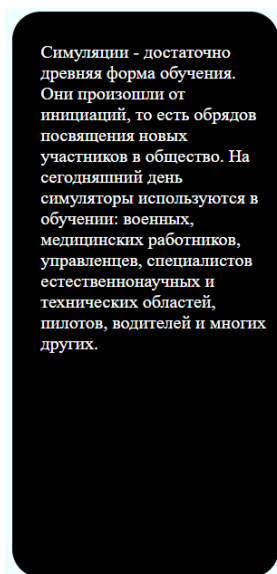 Симуляции - достаточно
древняя форма обучения.
Они произошли от
инициаций, то есть обрядов
посвящения новых
участников в общество. На
сегодняшний день
симуляторы используются в
обучении: военных,
медицинских работников,
управленцев, специалистов
естественнонаучных и
технических областей,
пилотов, водителей и многих
других.